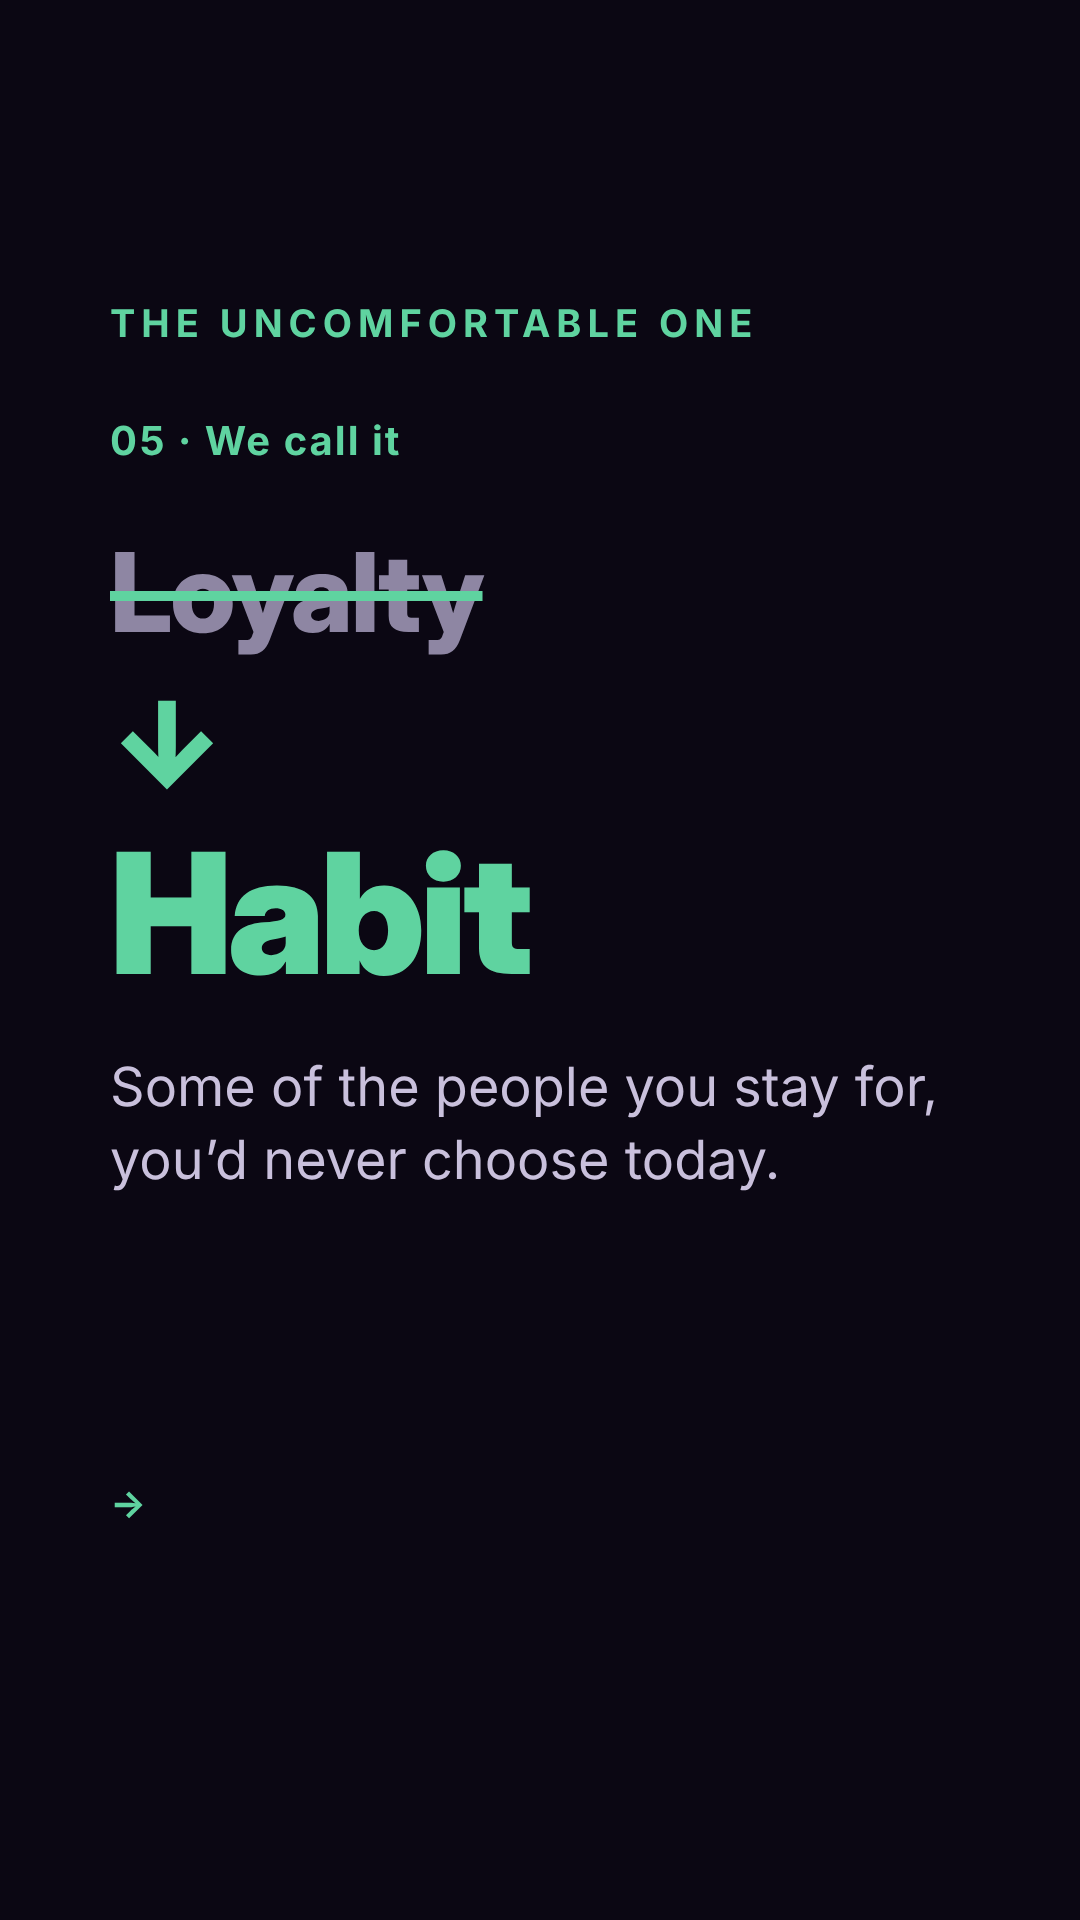 THE UNCOMFORTABLE ONE
05 · We call it
Loyalty
↓
Habit
Some of the people you stay for,
you’d never choose today.
→